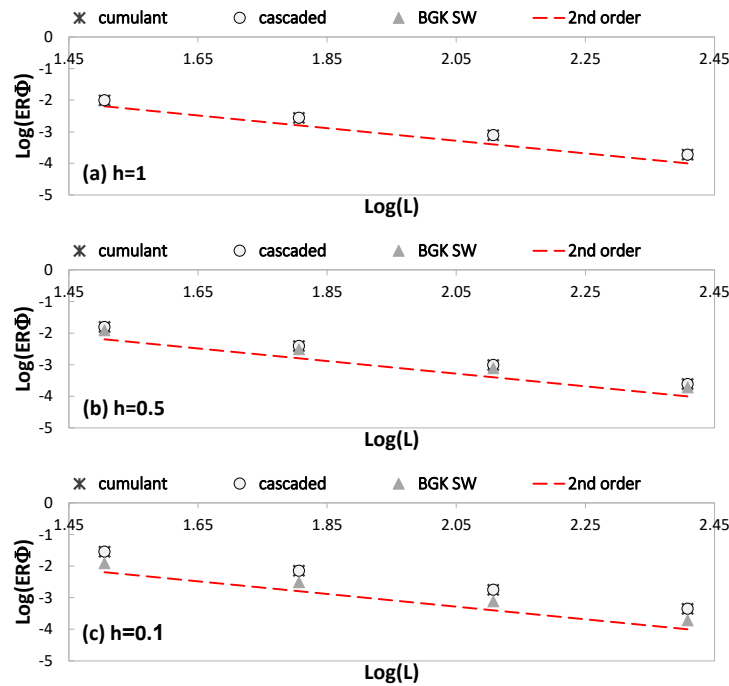 cumulant cascaded BGK SW 2nd order
0
1.45 1.65 1.85 2.05 2.25 2.45
-1
-2
-3
-4
-5
Log(ERΦ)
(a) h=1
Log(L)
cumulant cascaded BGK SW 2nd order
0
1.45 1.65 1.85 2.05 2.25 2.45
-1
-2
-3
-4
-5
Log(ERΦ)
(b) h=0.5
Log(L)
cumulant cascaded BGK SW 2nd order
0
1.45 1.65 1.85 2.05 2.25 2.45
-1
-2
-3
-4
-5
Log(ERΦ)
(c) h=0.1
Log(L)